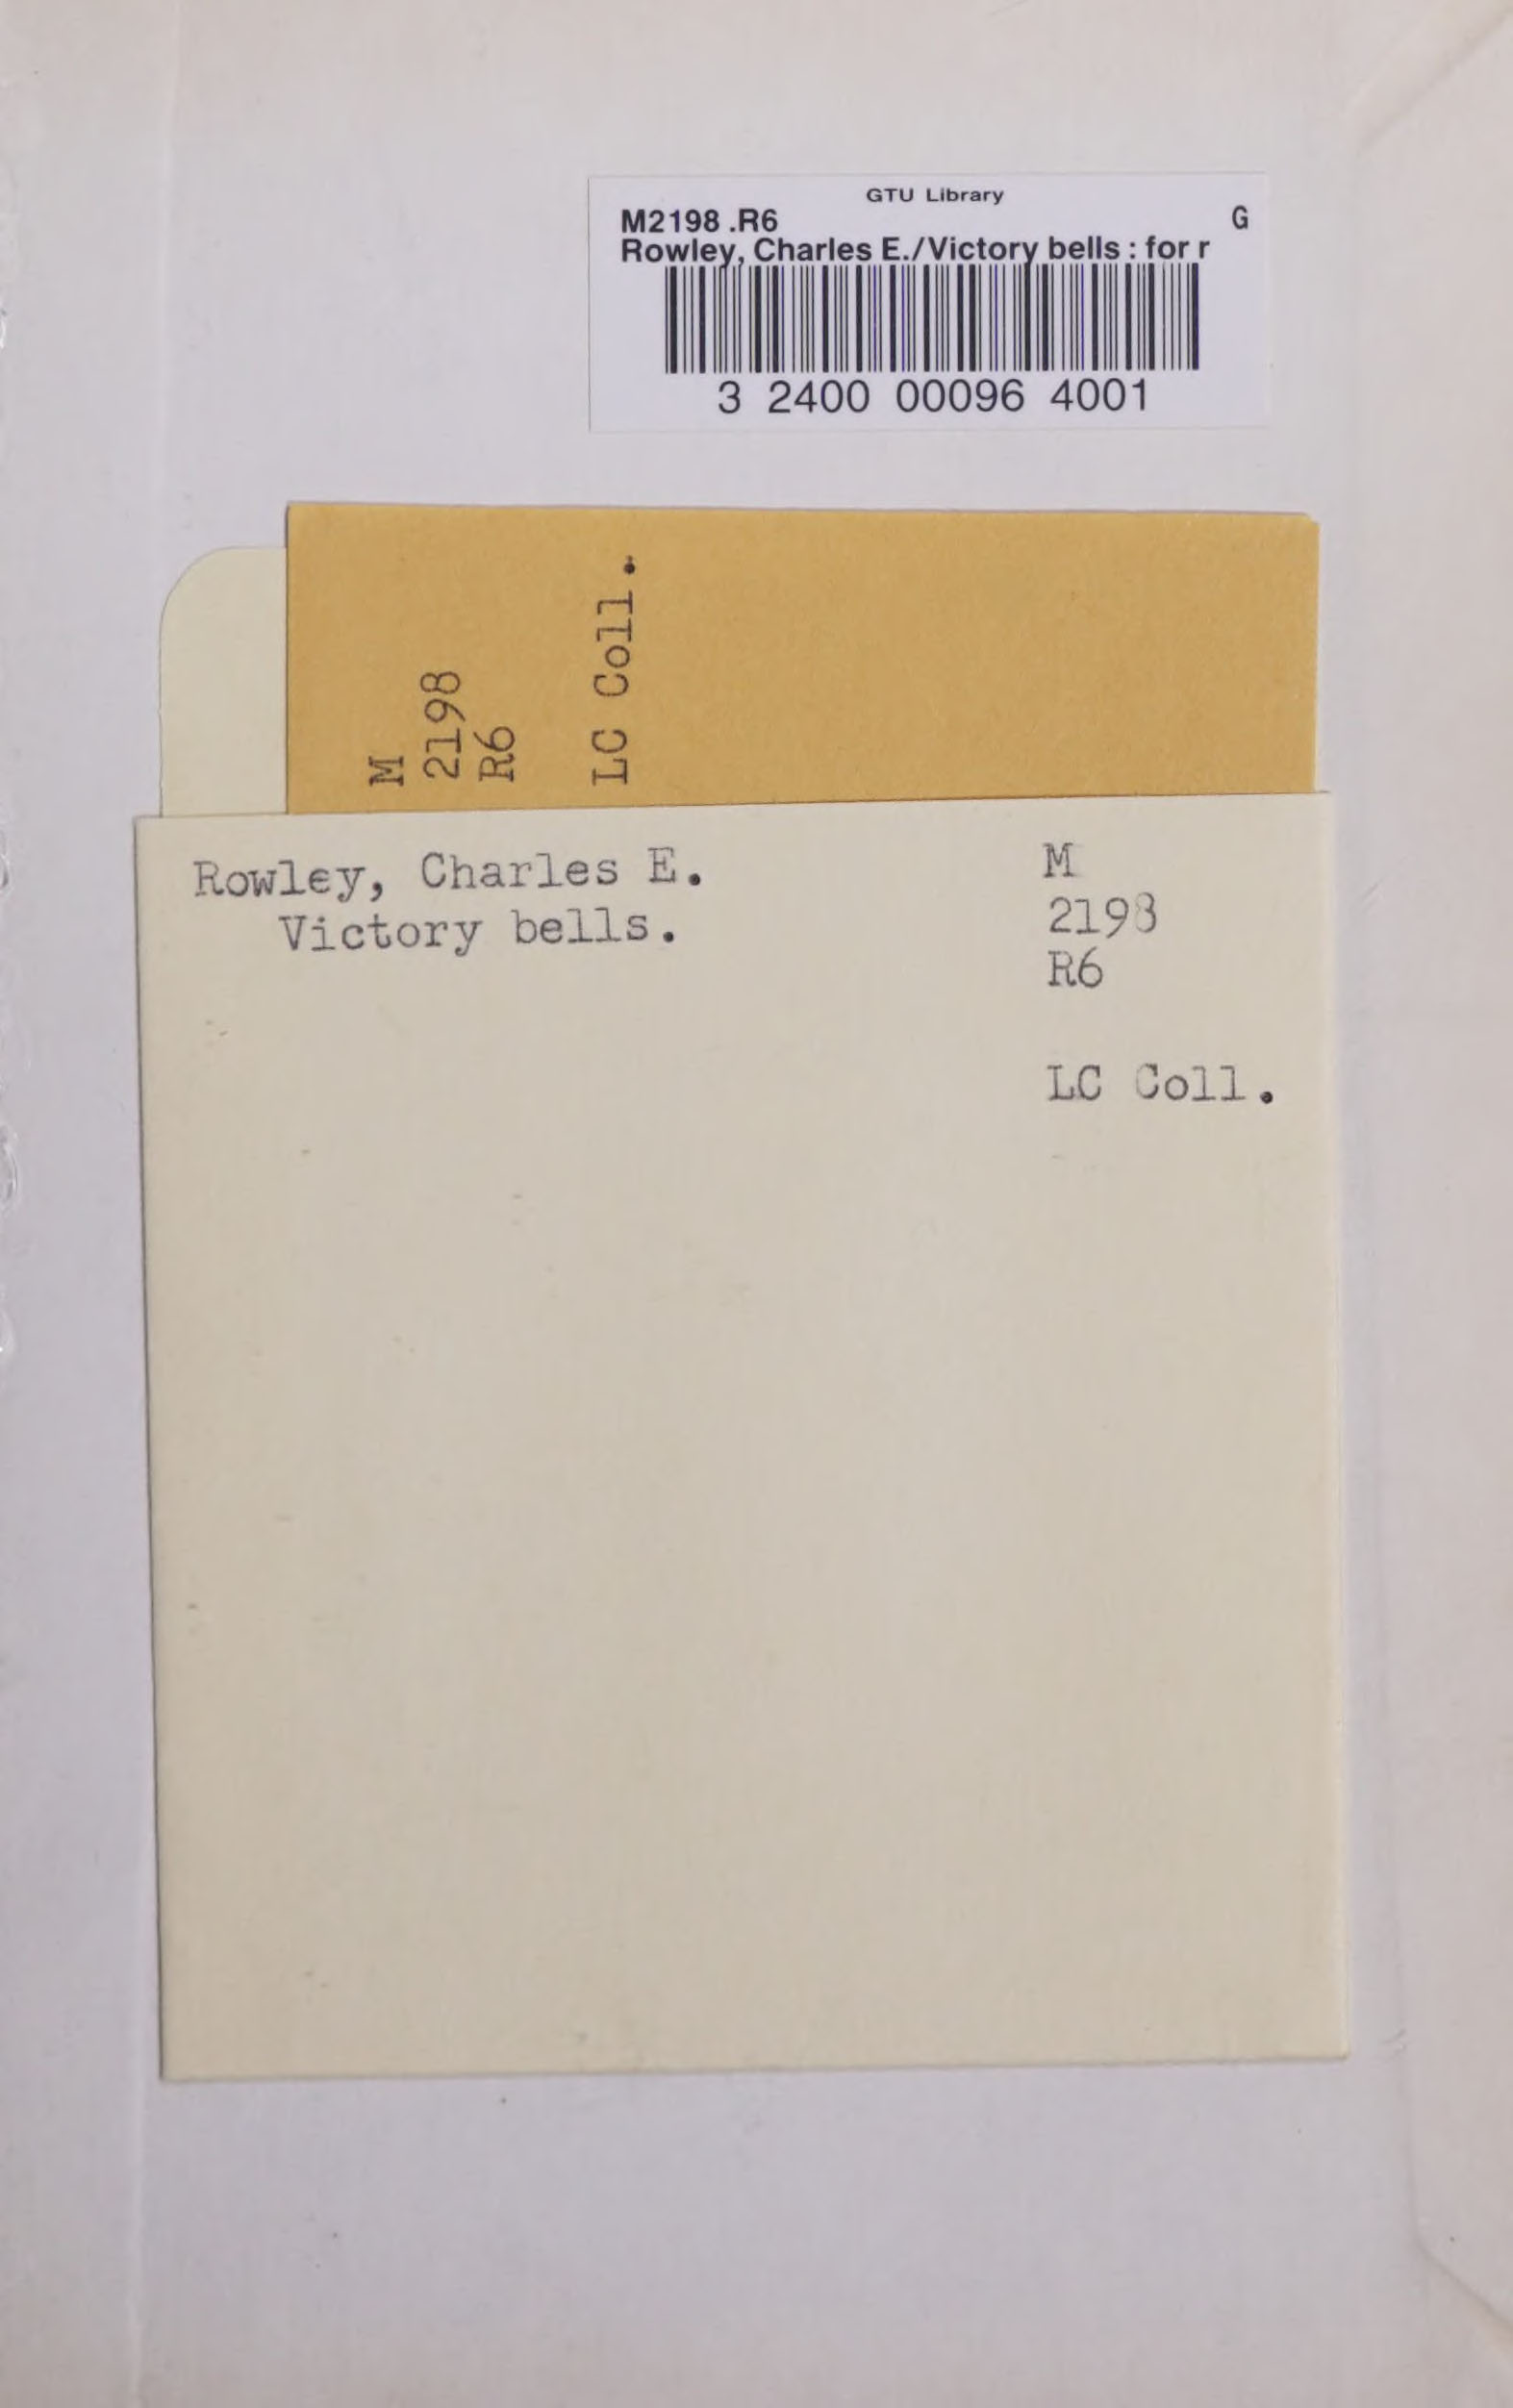 GTU Library
M2198 .R6 G
Rowley, Charles E./Victory bells : for r
3 2400 00096 4001
M
2198
R6
LC Coll.
Rowley, Charles E.
Victory bells.
M
2198
R6
LC Coll.